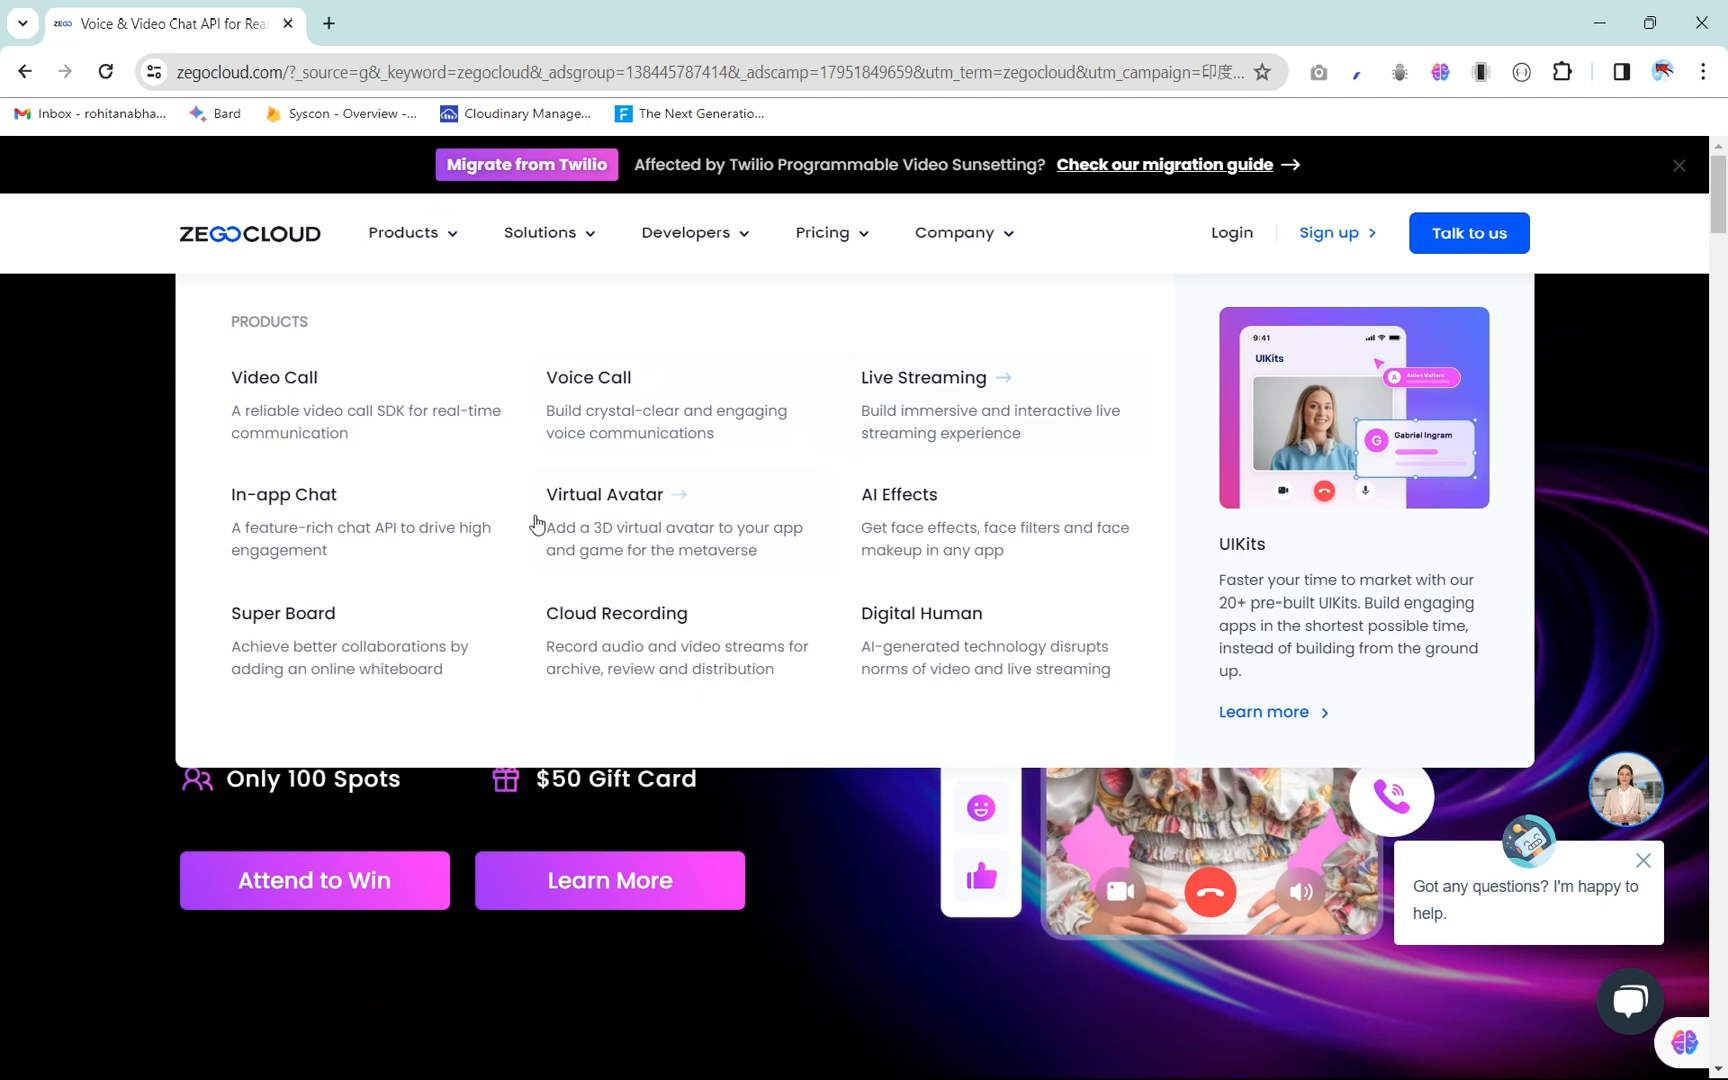 ZEGO Voice & Video Chat API for Rea
zegocloud.com/?_source=g&_keyword=zegocloud&_adsgroup=138445787414&_adscamp=17951849659&utm_term=zegocloud&utm_campaign=印度...
Inbox - rohitanabha... Bard Syscon - Overview -... Cloudinary Manage... The Next Generatio...
Migrate from Twilio Affected by Twilio Programmable Video Sunsetting? Check our migration guide →
ZEGOCLOUD Products Solutions Developers Pricing Company Login Sign up > Talk to us
PRODUCTS
Video Call
A reliable video call SDK for real-time
communication
Voice Call
Build crystal-clear and engaging
voice communications
Live Streaming →
Build immersive and interactive live
streaming experience
In-app Chat
A feature-rich chat API to drive high
engagement
Virtual Avatar →
Add a 3D virtual avatar to your app
and game for the metaverse
AI Effects
Get face effects, face filters and face
makeup in any app
Super Board
Achieve better collaborations by
adding an online whiteboard
Cloud Recording
Record audio and video streams for
archive, review and distribution
Digital Human
AI-generated technology disrupts
norms of video and live streaming
9:41
UIKits
A
G Gabriel Ingram
UIKits
Faster your time to market with our
20+ pre-built UIKits. Build engaging
apps in the shortest possible time,
instead of building from the ground
up.
Learn more >
Only 100 Spots $50 Gift Card
Attend to Win Learn More
Got any questions? I'm happy to
help.